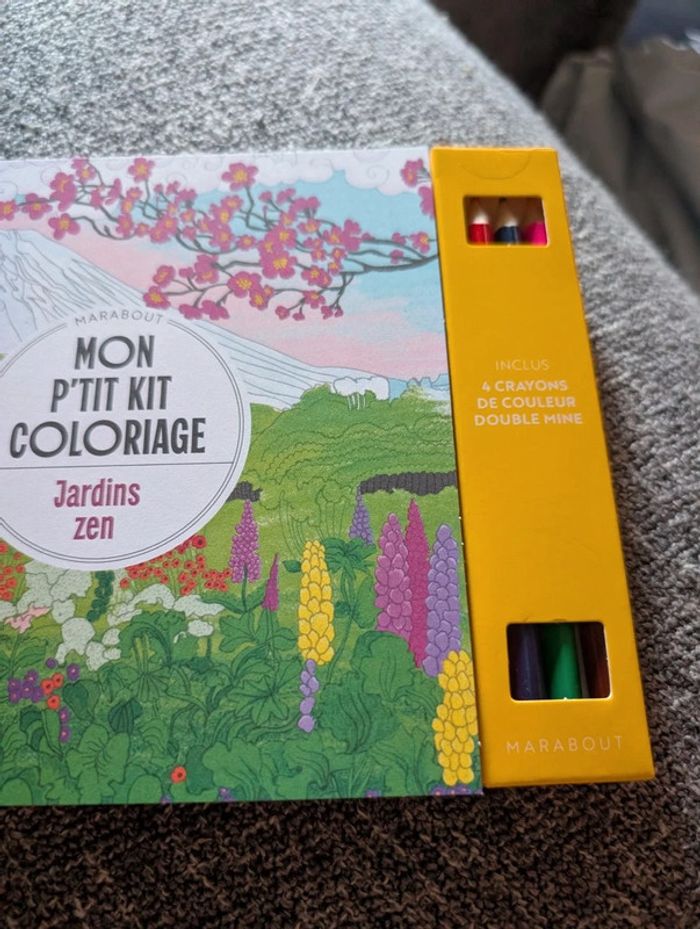 MARABOUT
MON
P'TIT KIT
COLORIAGE
Jardins
zen
INCLUS
4 CRAYONS
DE COULEUR
DOUBLE MINE
MARABOUT